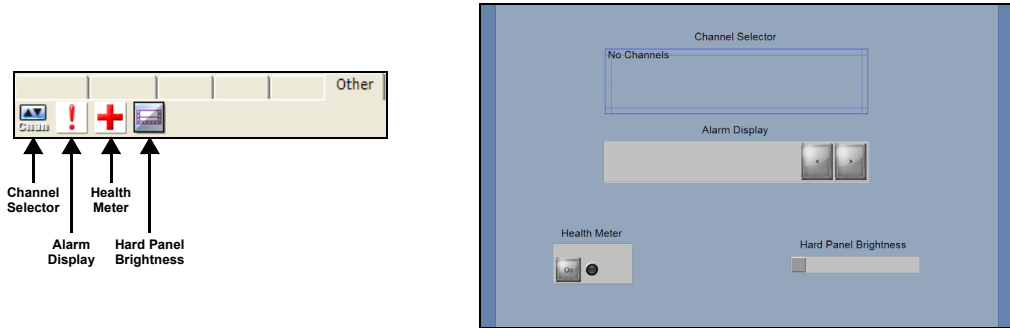 Other
Chan
Channel
Selector
Health
Meter
Alarm
Display
Hard Panel
Brightness
Channel Selector
No Channels
Alarm Display
< >
Health Meter
On
Hard Panel Brightness